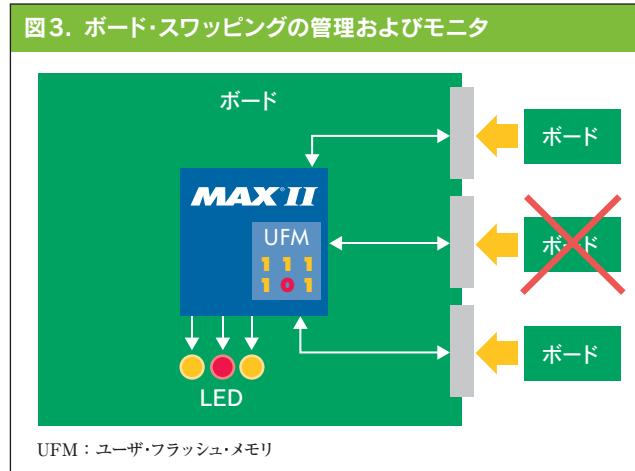 図3. ボード・スワッピングの管理およびモニタ
ボード
MAX® II
UFM
1 1 1
1 0 1
LED
ボード
ボード
ボード
UFM：ユーザ・フラッシュ・メモリ